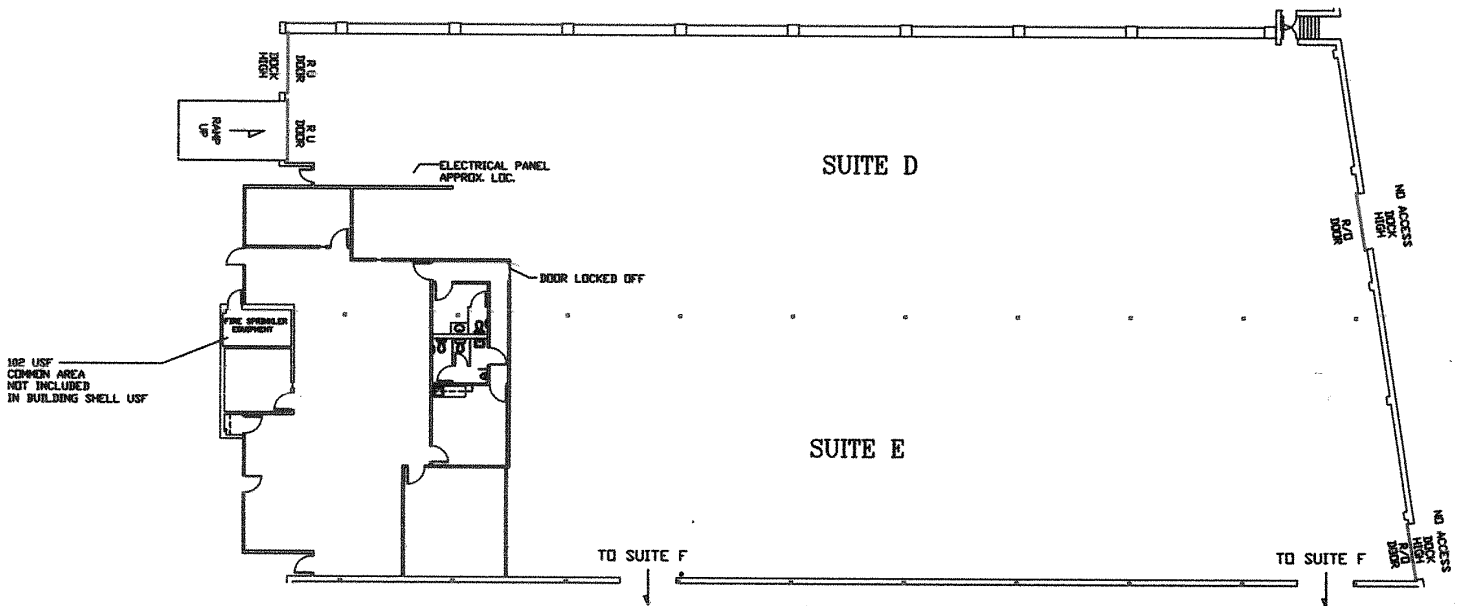 DOCK
HIGH
R U
DOOR
RAMP
UP
R U
DOOR
ELECTRICAL PANEL
APPROX. LOC.
SUITE D
NO ACCESS
DOCK
HIGH
R/O
DOOR
DOOR LOCKED OFF
FIRE SPRINKLER
EQUIPMENT
102 USF
COMMON AREA
NOT INCLUDED
IN BUILDING SHELL USF
SUITE E
NO ACCESS
DOCK
HIGH
R/O
DOOR
TO SUITE F
TO SUITE F